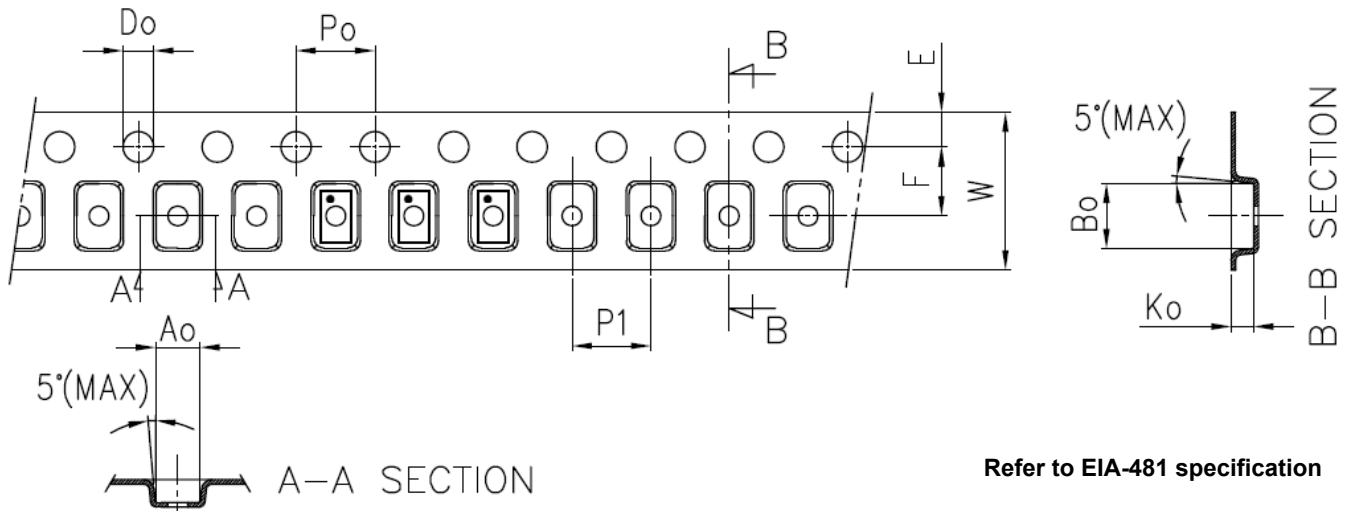 Do
Po
B
E
5°(MAX)
F
W
Bo
B-B SECTION
A
A
Ko
P1
B
Ao
5°(MAX)
A-A SECTION
Refer to EIA-481 specification